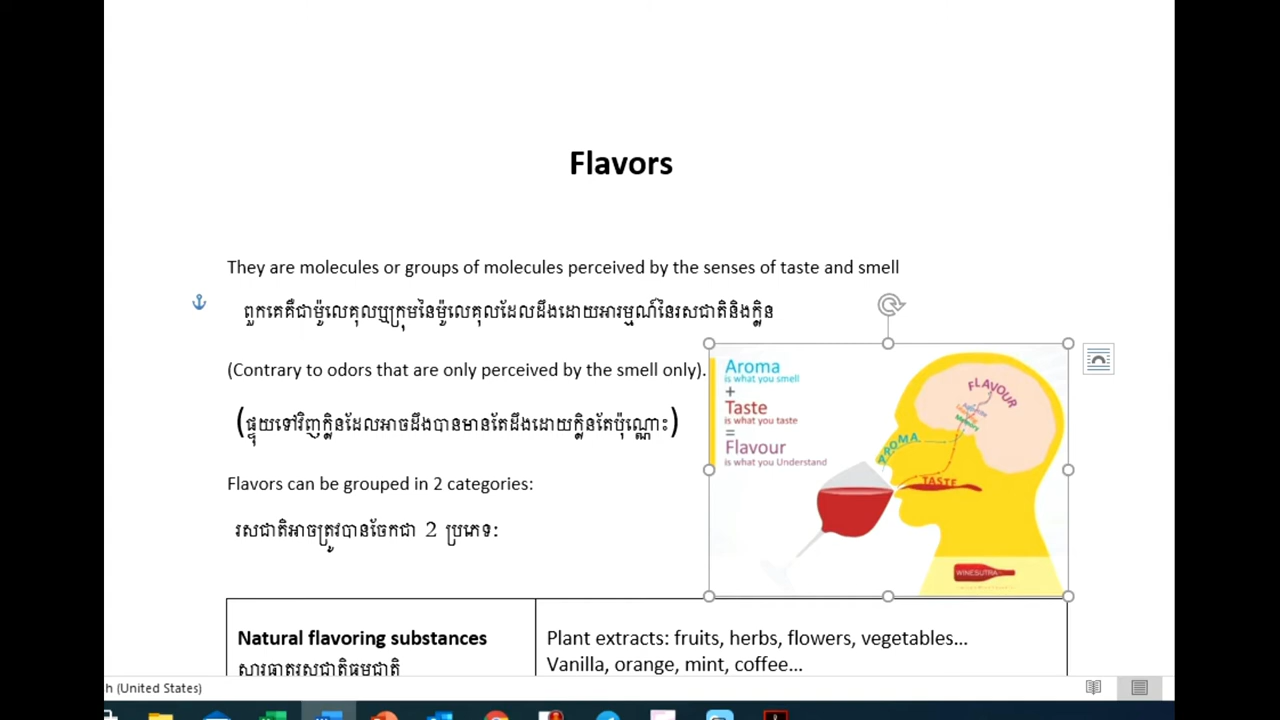 Flavors
They are molecules or groups of molecules perceived by the senses of taste and smell
ពួកគេគឺជាម៉ូលេគុលឬក្រុមនៃម៉ូលេគុលដែលដឹងដោយអារម្មណ៍នៃរសជាតិនិងក្លិន
(Contrary to odors that are only perceived by the smell only).
(ផ្ទុយទៅវិញក្លិនដែលអាចដឹងបានមានតែដឹងដោយក្លិនតែប៉ុណ្ណោះ)
Flavors can be grouped in 2 categories:
រសជាតិអាចត្រូវបានចែកជា 2 ប្រភេទ:
Aroma
is what you smell
+
Taste
is what you taste
=
Flavour
is what you Understand
FLAVOUR
Memory
AROMA
TASTE
WINESUTRA
Natural flavoring substances
សារធាតុរសជាតិធម្មជាតិ
Plant extracts: fruits, herbs, flowers, vegetables...
Vanilla, orange, mint, coffee...
h (United States)